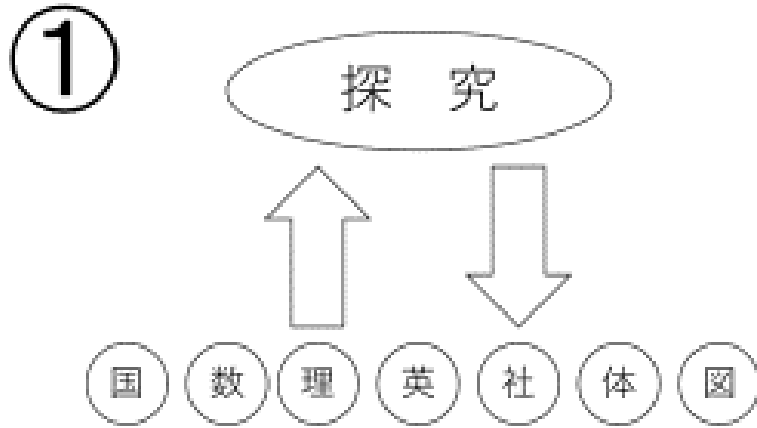 ①
探 究
国 数 理 英 社 体 図